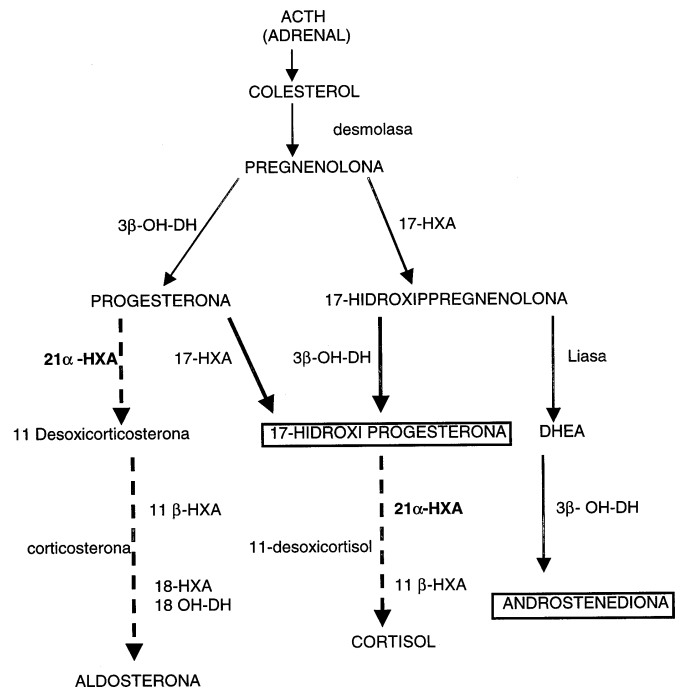 ACTH
(ADRENAL)
COLESTEROL
desmolasa
PREGNENOLONA
3β-OH-DH
17-HXA
PROGESTERONA
17-HIDROXIPPREGNENOLONA
21α -HXA
17-HXA
3β-OH-DH
Liasa
11 Desoxicorticosterona
17-HIDROXI PROGESTERONA
DHEA
11 β-HXA
21α-HXA
3β- OH-DH
corticosterona
11-desoxicortisol
18-HXA
18 OH-DH
11 β-HXA
ANDROSTENEDIONA
CORTISOL
ALDOSTERONA